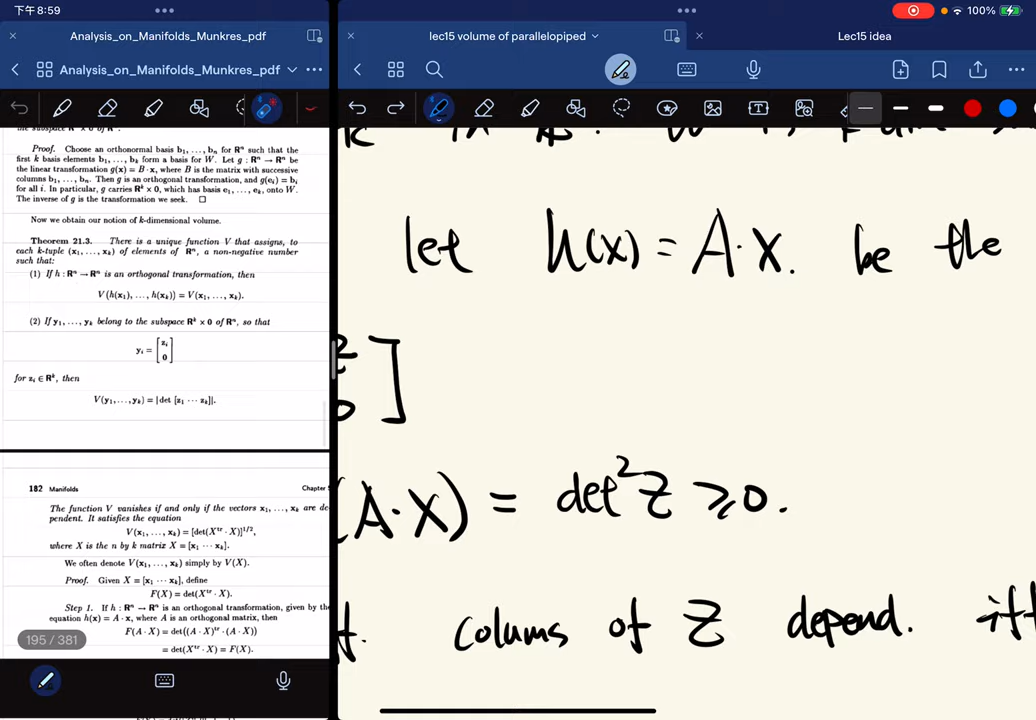 下午8:59
100%
Analysis_on_Manifolds_Munkres_pdf
lec15 volume of parallelopiped
Lec15 idea
Analysis_on_Manifolds_Munkres_pdf
Proof. Choose an orthonormal basis b₁, …, bₙ for Rⁿ such that the
first k basis elements b₁, …, bₖ form a basis for W. Let g : Rⁿ → Rⁿ be
the linear transformation g(x) = B · x, where B is the matrix with successive
columns b₁, …, bₙ. Then g is an orthogonal transformation, and g(eᵢ) = bᵢ
for all i. In particular, g carries Rᵏ × 0, which has basis e₁, …, eₖ, onto W.
The inverse of g is the transformation we seek. □
Now we obtain our notion of k-dimensional volume.
Theorem 21.3. There is a unique function V that assigns, to
each k-tuple (x₁, …, xₖ) of elements of Rⁿ, a non-negative number
such that:
(1) If h : Rⁿ → Rⁿ is an orthogonal transformation, then
V(h(x₁), …, h(xₖ)) = V(x₁, …, xₖ).
(2) If y₁, …, yₖ belong to the subspace Rᵏ × 0 of Rⁿ, so that
yᵢ = [zᵢ
0]
for zᵢ ∈ Rᵏ, then
V(y₁, …, yₖ) = |det [z₁ ⋯ zₖ]|.
182 Manifolds Chapter
The function V vanishes if and only if the vectors x₁, …, xₖ are de
pendent. It satisfies the equation
V(x₁, …, xₖ) = [det(Xᵗʳ · X)]^{1/2},
where X is the n by k matrix X = [x₁ ⋯ xₖ].
We often denote V(x₁, …, xₖ) simply by V(X).
Proof. Given X = [x₁ ⋯ xₖ], define
F(X) = det(Xᵗʳ · X).
Step 1. If h : Rⁿ → Rⁿ is an orthogonal transformation, given by the
equation h(x) = A · x, where A is an orthogonal matrix, then
F(A · X) = det((A · X)ᵗʳ · (A · X))
= det(Xᵗʳ · X) = F(X).
195 / 381
let h(x) = A·x. be the
0 ]
(A·X) = det²Z ≥0.
colums of Z depend. iff